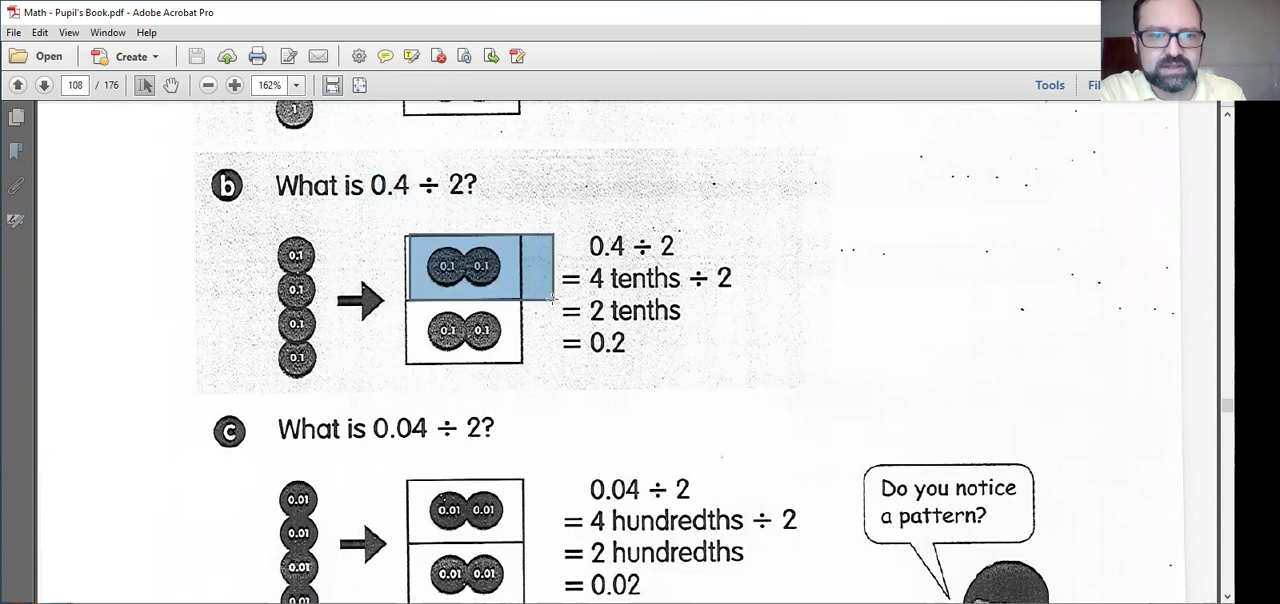 Math - Pupil's Book.pdf - Adobe Acrobat Pro
File Edit View Window Help
Open Create
108 / 176 162% Tools Fil
1
b What is 0.4 ÷ 2?
0.1
0.1
0.1
0.1
0.1 0.1
0.1 0.1
0.4 ÷ 2
= 4 tenths ÷ 2
= 2 tenths
= 0.2
c What is 0.04 ÷ 2?
0.01
0.01
0.01
0.01
0.01 0.01
0.01 0.01
0.04 ÷ 2
= 4 hundredths ÷ 2
= 2 hundredths
= 0.02
Do you notice
a pattern?